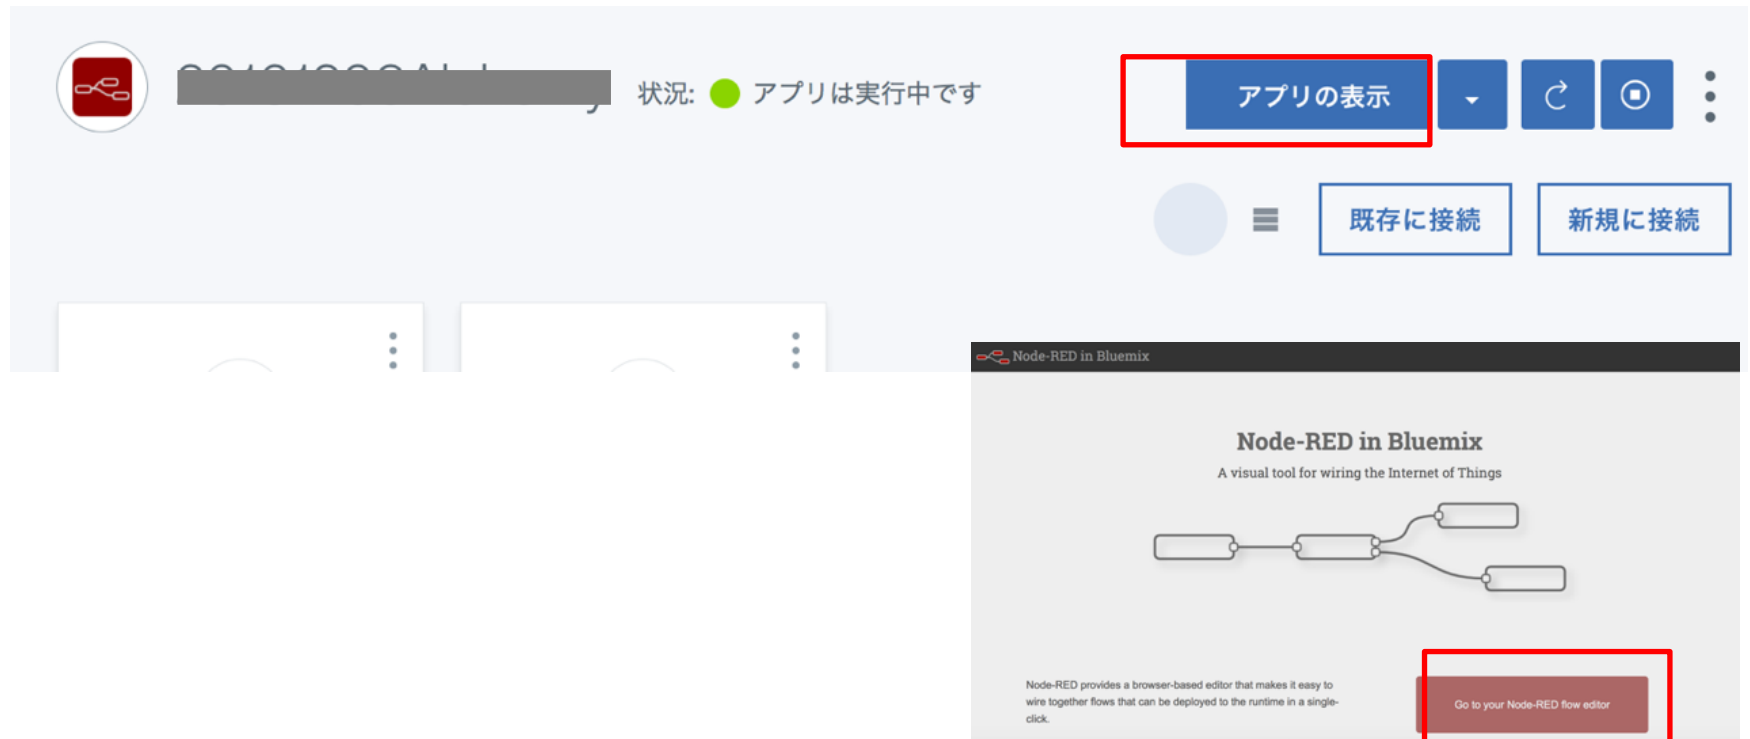 状況: アプリは実行中です
アプリの表示
既存に接続
新規に接続
Node-RED in Bluemix
Node-RED in Bluemix
A visual tool for wiring the Internet of Things
Node-RED provides a browser-based editor that makes it easy to
wire together flows that can be deployed to the runtime in a single-
click.
Go to your Node-RED flow editor